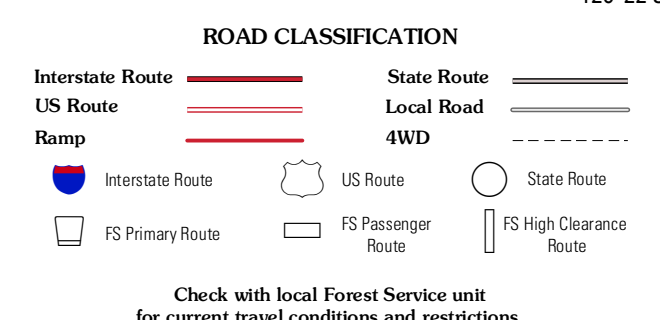 ROAD CLASSIFICATION
Interstate Route
State Route
US Route
Local Road
Ramp
4WD
Interstate Route
US Route
State Route
FS Primary Route
FS Passenger
Route
FS High Clearance
Route
Check with local Forest Service unit
for current travel conditions and restrictions